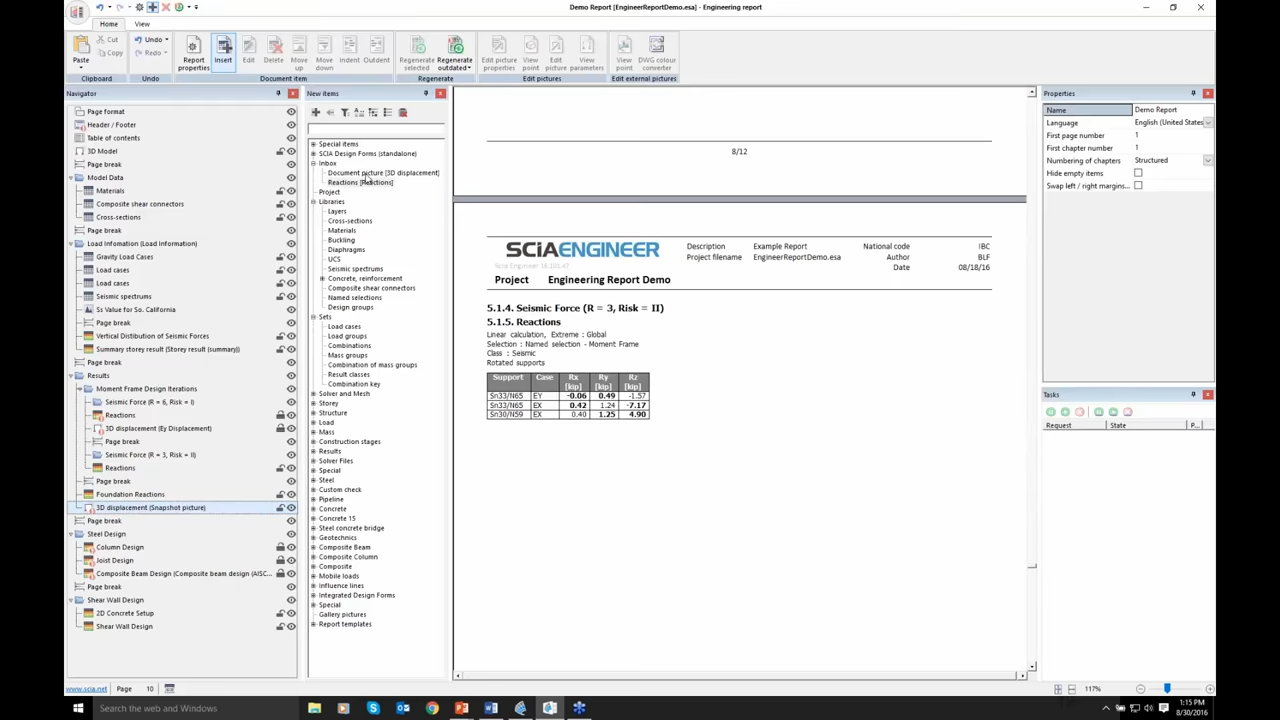 Demo Report [EngineerReportDemo.esa] - Engineering report
Home View
Paste
Cut
Copy
Clipboard
Undo
Redo
Undo
Report properties
Insert
Edit
Delete
Move up
Move down
Indent
Outdent
Document item
Regenerate selected
Regenerate outdated
Regenerate
Edit picture properties
View point
Edit picture
View parameters
Edit pictures
View point
DWG colour converter
Edit external pictures
Navigator
Page format
Header / Footer
Table of contents
3D Model
Page break
Model Data
Materials
Composite shear connectors
Cross-sections
Page break
Load Infomation (Load Information)
Gravity Load Cases
Load cases
Load cases
Seismic spectrums
Ss Value for So. California
Page break
Vertical Distibution of Seismic Forces
Summary storey result (Storey result (summary))
Page break
Results
Moment Frame Design Iterations
Seismic Force (R = 6, Risk = I)
Reactions
3D displacement (Ey Displacement)
Page break
Seismic Force (R = 3, Risk = II)
Reactions
Page break
Foundation Reactions
3D displacement (Snapshot picture)
Page break
Steel Design
Column Design
Joist Design
Composite Beam Design (Composite beam design (AISC...
Page break
Shear Wall Design
2D Concrete Setup
Shear Wall Design
New items
Special items
SCIA Design Forms (standalone)
Inbox
Document picture [3D displacement]
Reactions [Reactions]
Project
Libraries
Layers
Cross-sections
Materials
Buckling
Diaphragms
UCS
Seismic spectrums
Concrete, reinforcement
Composite shear connectors
Named selections
Design groups
Sets
Load cases
Load groups
Combinations
Mass groups
Combination of mass groups
Result classes
Combination key
Solver and Mesh
Storey
Structure
Load
Mass
Construction stages
Results
Solver Files
Special
Steel
Custom check
Pipeline
Concrete
Concrete 15
Steel concrete bridge
Geotechnics
Composite Beam
Composite Column
Composite
Mobile loads
Influence lines
Integrated Design Forms
Special
Gallery pictures
Report templates
8/12
SCiAENGINEER
Scia Engineer 16.101.47
Description Example Report National code IBC
Project filename EngineerReportDemo.esa Author BLF
Date 08/18/16
Project Engineering Report Demo
5.1.4. Seismic Force (R = 3, Risk = II)
5.1.5. Reactions
Linear calculation, Extreme : Global
Selection : Named selection - Moment Frame
Class : Seismic
Rotated supports
Support Case Rx [kip] Ry [kip] Rz [kip]
Sn33/N65 EY -0.06 0.49 -1.57
Sn33/N65 EX 0.42 1.24 -7.17
Sn30/N59 EX 0.40 1.25 4.90
Properties
Name Demo Report
Language English (United States
First page number 1
First chapter number 1
Numbering of chapters Structured
Hide empty items
Swap left / right margins...
Tasks
Request State P...
www.scia.net Page 10
117%
Search the web and Windows
1:15 PM
8/30/2016